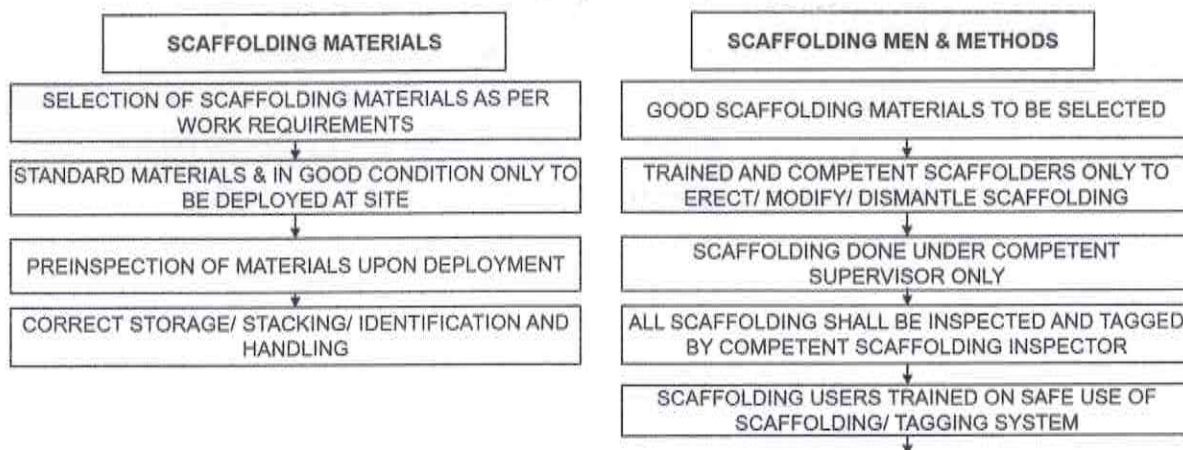 SCAFFOLDING MATERIALS
SELECTION OF SCAFFOLDING MATERIALS AS PER
WORK REQUIREMENTS
STANDARD MATERIALS & IN GOOD CONDITION ONLY TO
BE DEPLOYED AT SITE
PREINSPECTION OF MATERIALS UPON DEPLOYMENT
CORRECT STORAGE/ STACKING/ IDENTIFICATION AND
HANDLING
SCAFFOLDING MEN & METHODS
GOOD SCAFFOLDING MATERIALS TO BE SELECTED
TRAINED AND COMPETENT SCAFFOLDERS ONLY TO
ERECT/ MODIFY/ DISMANTLE SCAFFOLDING
SCAFFOLDING DONE UNDER COMPETENT
SUPERVISOR ONLY
ALL SCAFFOLDING SHALL BE INSPECTED AND TAGGED
BY COMPETENT SCAFFOLDING INSPECTOR
SCAFFOLDING USERS TRAINED ON SAFE USE OF
SCAFFOLDING/ TAGGING SYSTEM